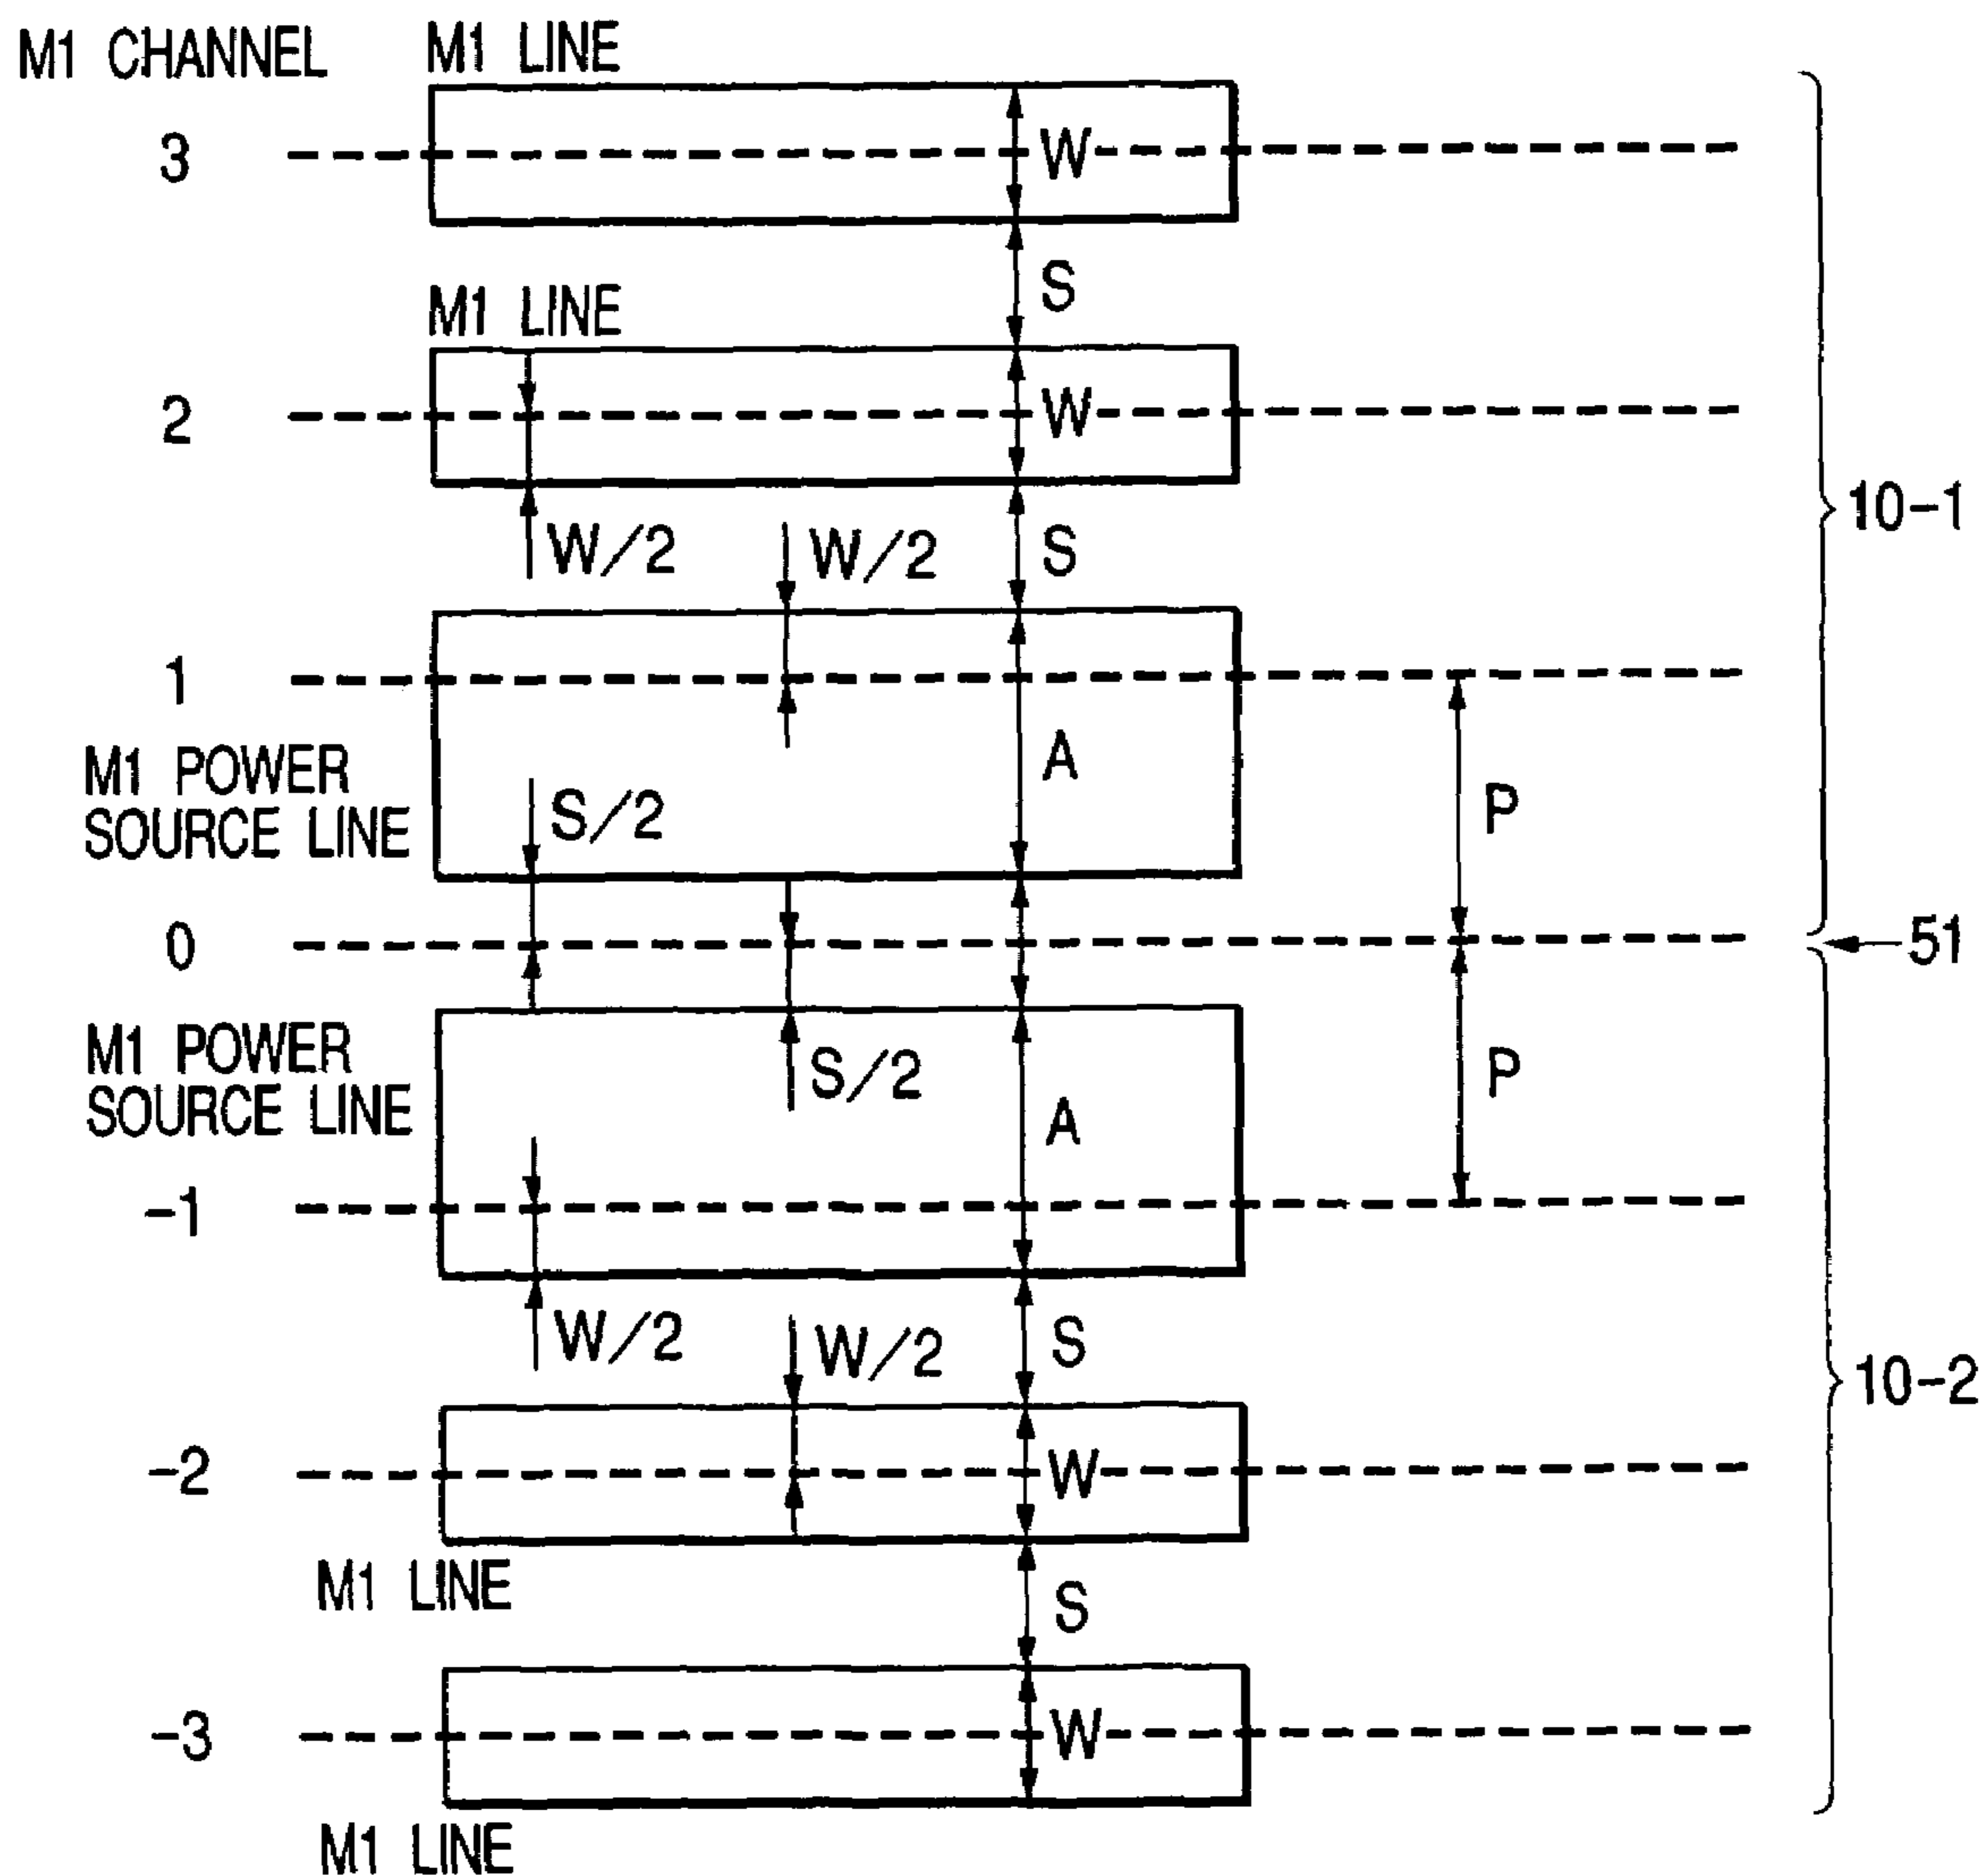 M1 CHANNEL
M1 LINE
3
W
S
M1 LINE
2
W
10-1
W/2
W/2
S
1
A
M1 POWER
SOURCE LINE
S/2
P
0
51
M1 POWER
SOURCE LINE
S/2
A
P
-1
W/2
W/2
S
10-2
-2
W
M1 LINE
S
-3
W
M1 LINE